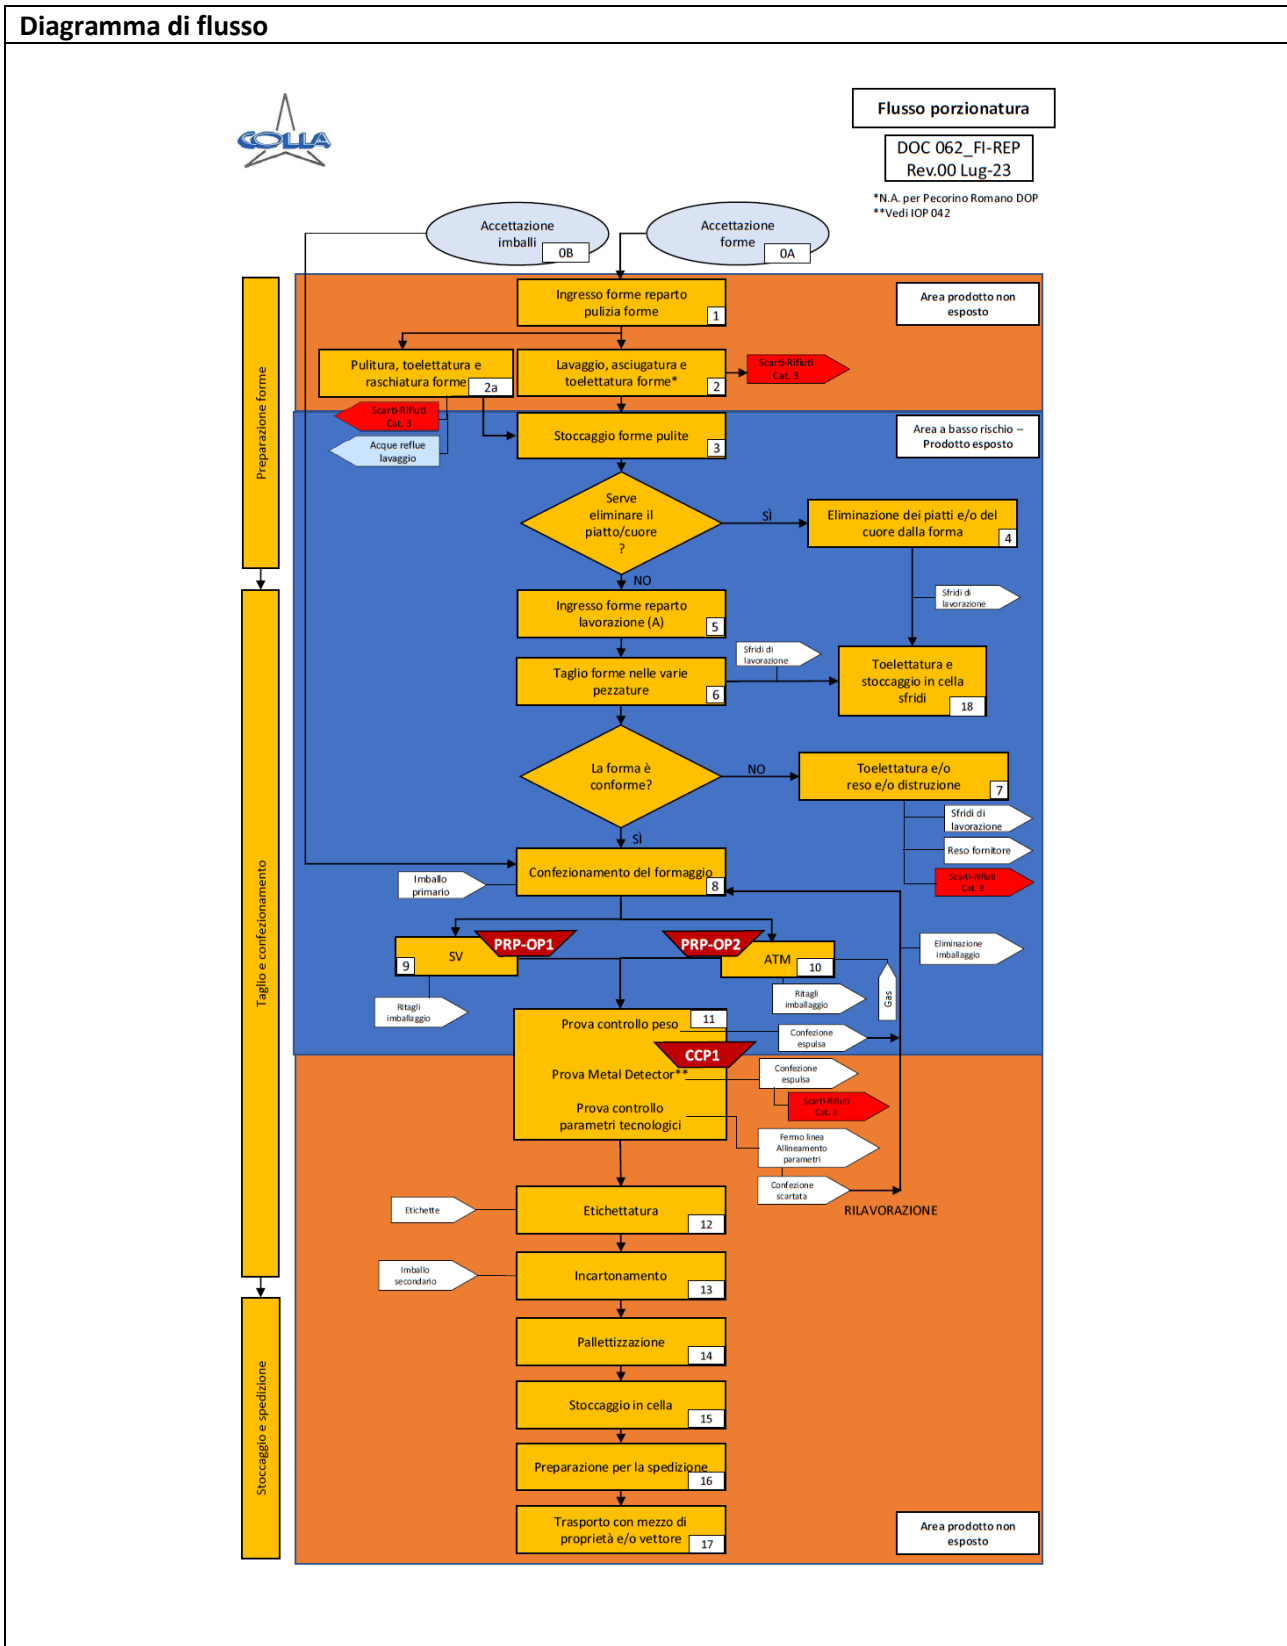 Diagramma di flusso
COLLA
Flusso porzionatura
DOC 062_FI-REP
Rev.00 Lug-23
*N.A. per Pecorino Romano DOP
**Vedi IOP 042
Accettazione
imballi
0B
Accettazione
forme
0A
Preparazione forme
Ingresso forme reparto
pulizia forme
1
Area prodotto non
esposto
Pulitura, toelettatura e
raschiatura forme
2a
Lavaggio, asciugatura e
toelettatura forme*
2
Scarti-Rifiuti
Cat. 3
Scarti-Rifiuti
Cat. 3
Acque reflue
lavaggio
Stoccaggio forme pulite
3
Area a basso rischio –
Prodotto esposto
Serve
eliminare il
piatto/cuore
?
SÌ
Eliminazione dei piatti e/o del
cuore dalla forma
4
NO
Sfridi di
lavorazione
Taglio e confezionamento
Ingresso forme reparto
lavorazione (A)
5
Taglio forme nelle varie
pezzature
6
Sfridi di
lavorazione
Toelettatura e
stoccaggio in cella
sfridi
18
La forma è
conforme?
NO
Toelettatura e/o
reso e/o distruzione
7
SÌ
Sfridi di
lavorazione
Reso fornitore
Scarti-Rifiuti
Cat. 3
Imballo
primario
Confezionamento del formaggio
8
SV
9
PRP-OP1
PRP-OP2
ATM
10
Eliminazione
imballaggio
Ritagli
imballaggio
Ritagli
imballaggio
Gas
Prova controllo peso
11
Confezione
espulsa
CCP1
Prova Metal Detector**
Confezione
espulsa
Scarti-Rifiuti
Cat. 3
Prova controllo
parametri tecnologici
Fermo linea
Allineamento
parametri
Confezione
scartata
RILAVORAZIONE
Etichette
Etichettatura
12
Imballo
secondario
Incartonamento
13
Stoccaggio e spedizione
Pallettizzazione
14
Stoccaggio in cella
15
Preparazione per la spedizione
16
Trasporto con mezzo di
proprietà e/o vettore
17
Area prodotto non
esposto